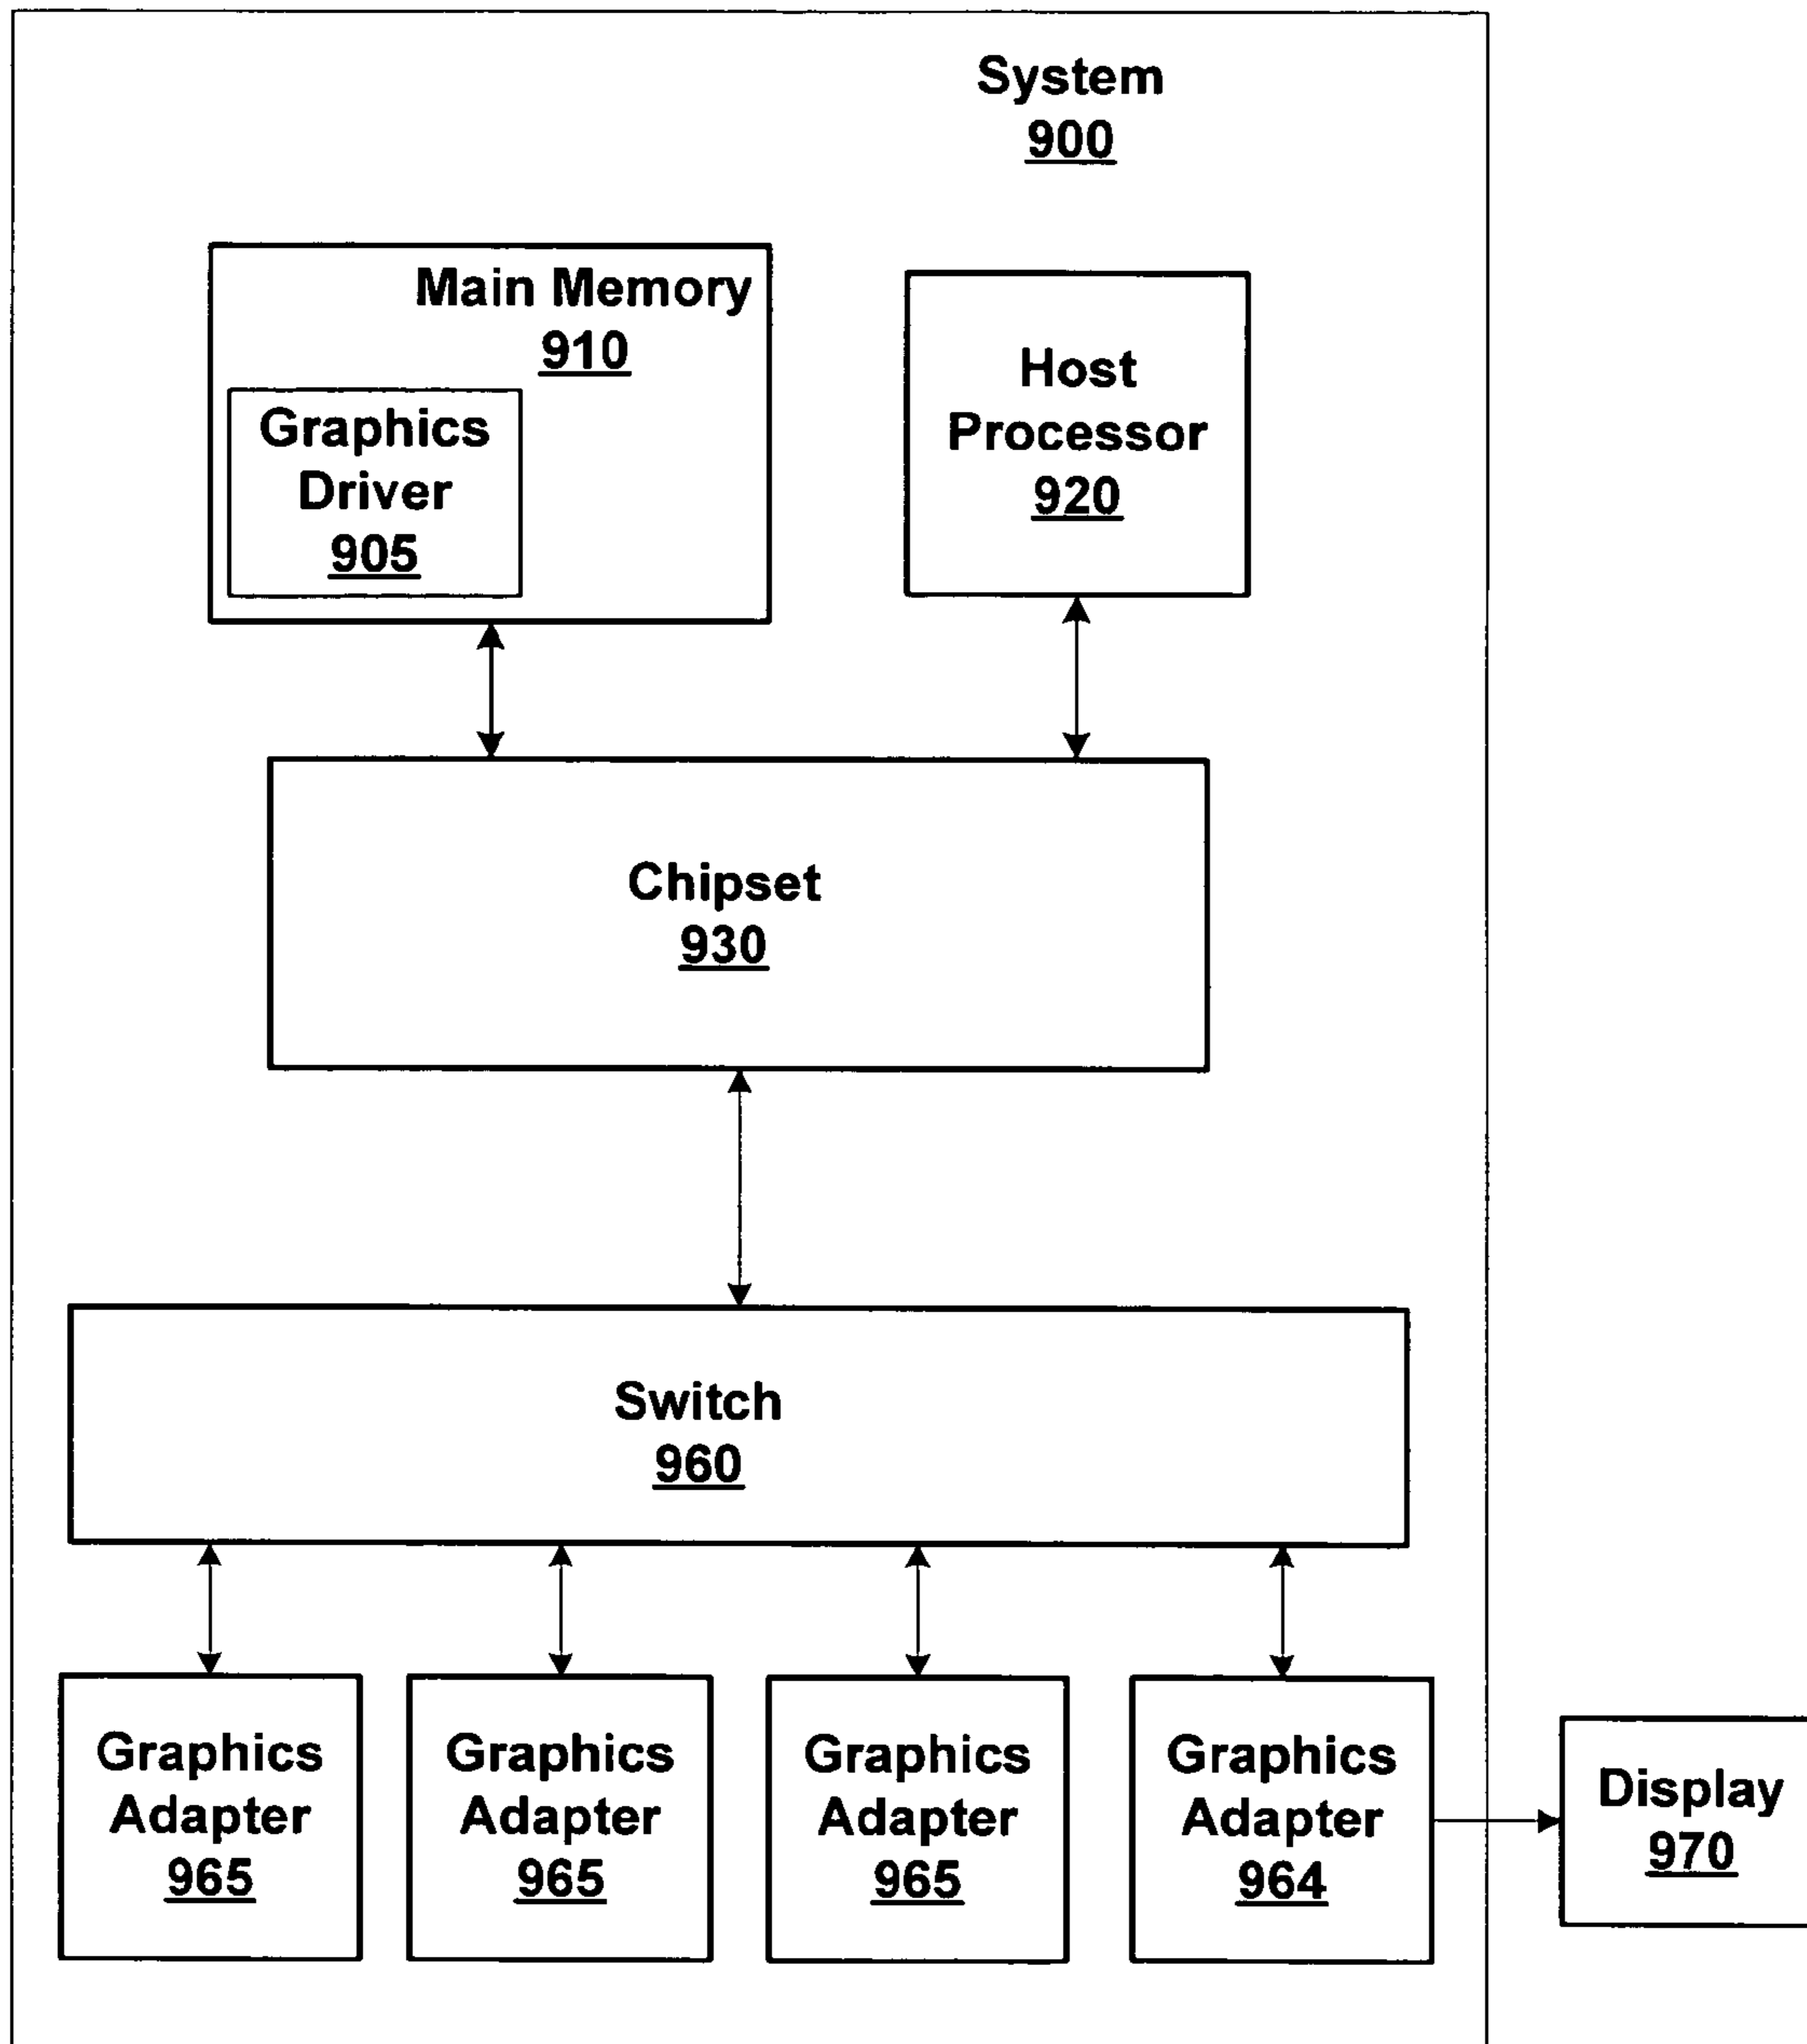 System
900
Main Memory
910
Graphics
Driver
905
Host
Processor
920
Chipset
930
Switch
960
Graphics
Adapter
965
Graphics
Adapter
965
Graphics
Adapter
965
Graphics
Adapter
964
Display
970